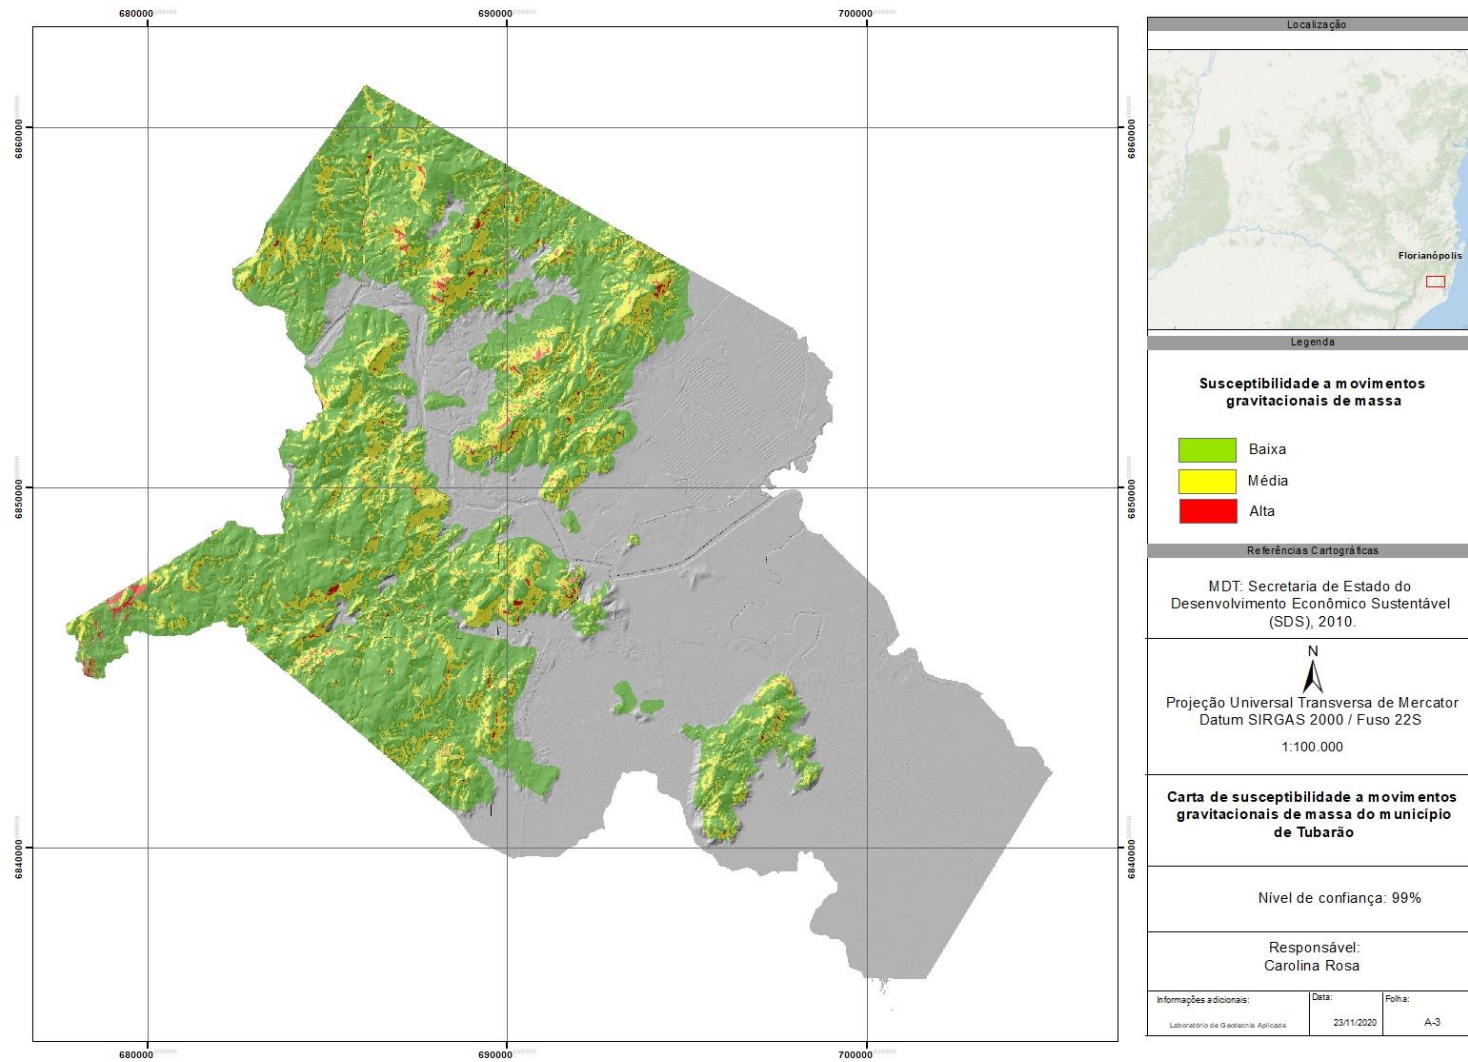 680000
690000
700000
6860000
6850000
6840000
6860000
6850000
6840000
680000
690000
700000
Localização
Florianópolis
Legenda
Susceptibilidade a movimentos
gravitacionais de massa
Baixa
Média
Alta
Referências Cartográficas
MDT: Secretaria de Estado do
Desenvolvimento Econômico Sustentável
(SDS), 2010.
N
Projeção Universal Transversa de Mercator
Datum SIRGAS 2000 / Fuso 22S
1:100.000
Carta de susceptibilidade a movimentos
gravitacionais de massa do município
de Tubarão
Nível de confiança: 99%
Responsável:
Carolina Rosa
Informações adicionais:
Laboratório de Geotecnia Aplicada
Data:
23/11/2020
Folha:
A-3